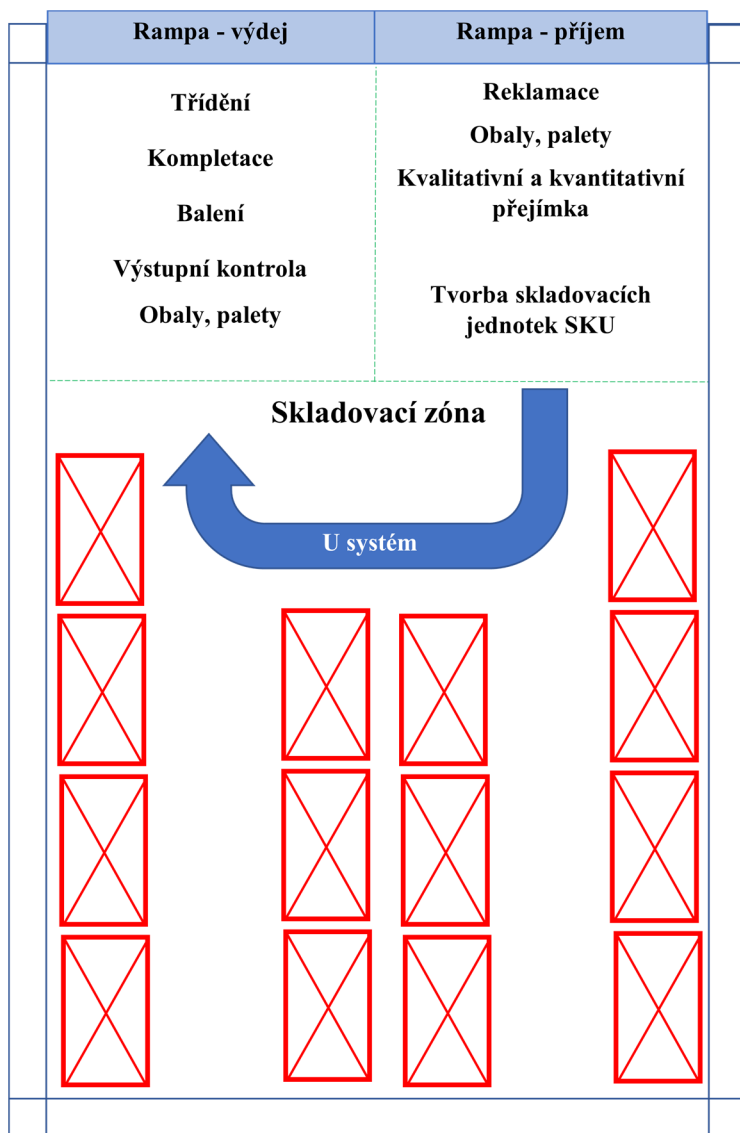 Rampa - výdej
Rampa - příjem
Třídění
Kompletace
Balení
Výstupní kontrola
Obaly, palety
Reklamace
Obaly, palety
Kvalitativní a kvantitativní
přejímka
Tvorba skladovacích
jednotek SKU
Skladovací zóna
U systém